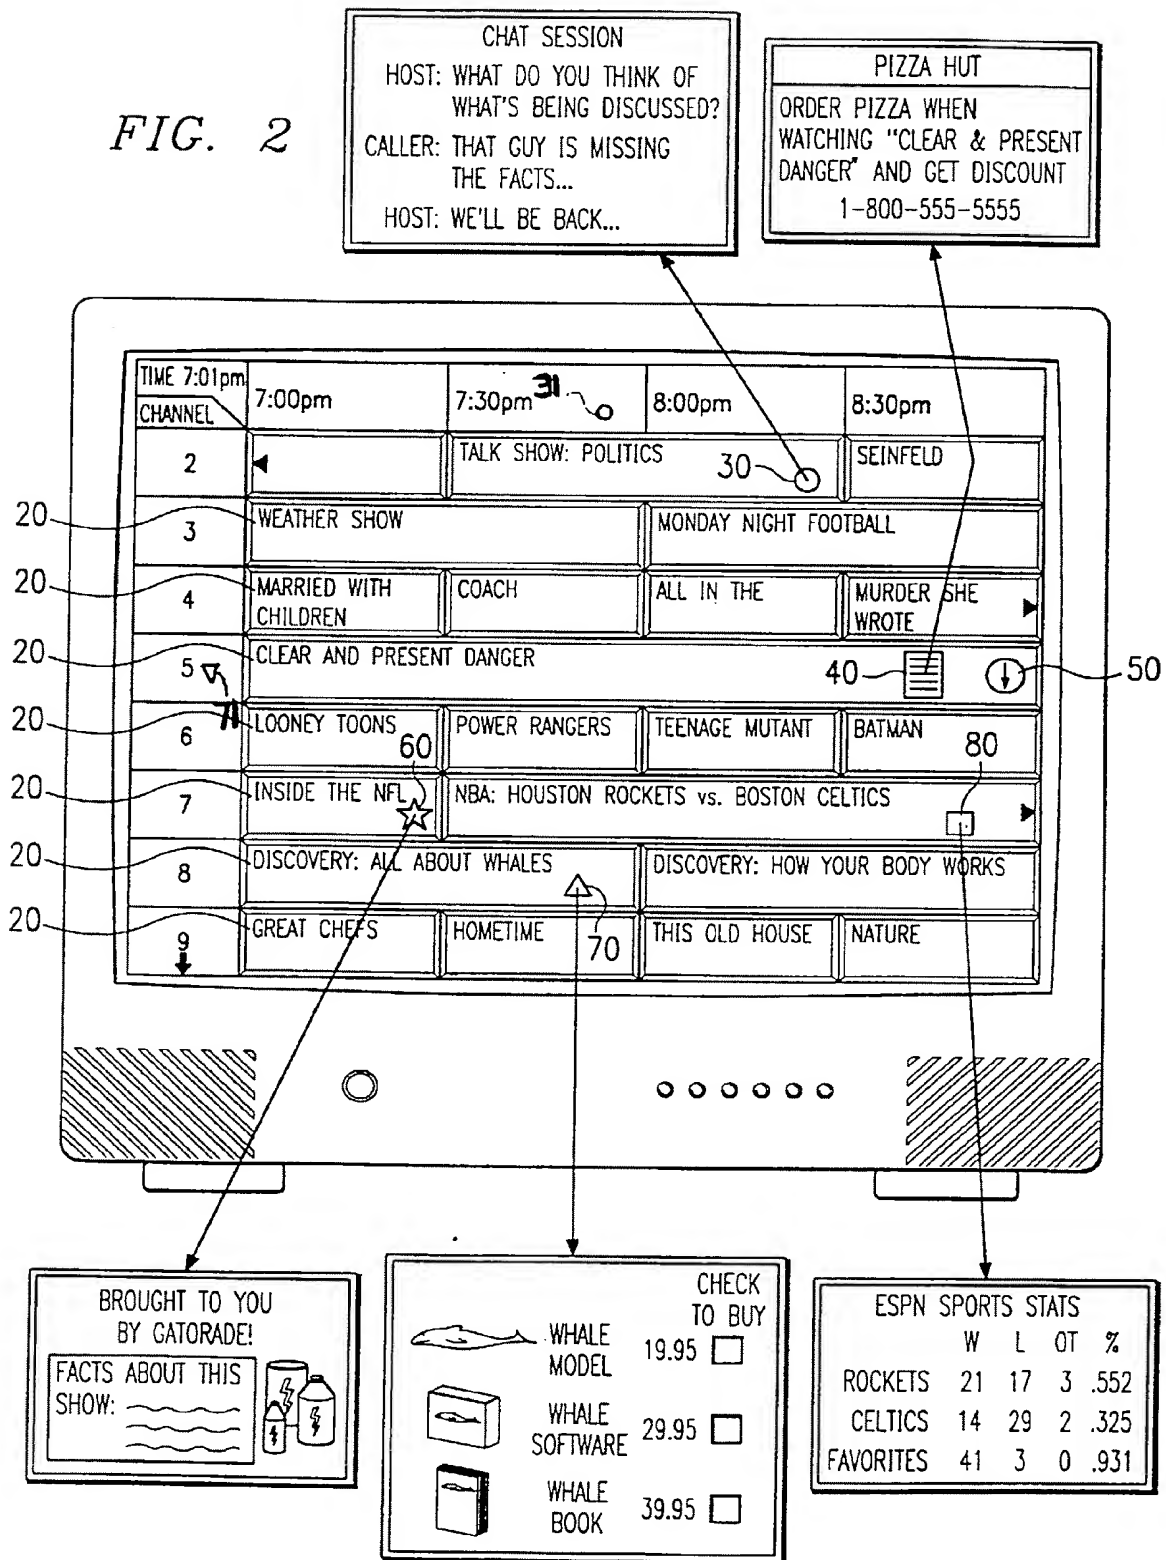 FIG. 2
CHAT SESSION
HOST: WHAT DO YOU THINK OF
WHAT'S BEING DISCUSSED?
CALLER: THAT GUY IS MISSING
THE FACTS...
HOST: WE'LL BE BACK...
PIZZA HUT
ORDER PIZZA WHEN
WATCHING "CLEAR & PRESENT
DANGER" AND GET DISCOUNT
1-800-555-5555
TIME 7:01pm
CHANNEL
7:00pm
7:30pm
31
8:00pm
8:30pm
2
TALK SHOW: POLITICS
30
SEINFELD
20
3
WEATHER SHOW
MONDAY NIGHT FOOTBALL
20
4
MARRIED WITH
CHILDREN
COACH
ALL IN THE
MURDER SHE
WROTE
20
5
71
CLEAR AND PRESENT DANGER
40
50
20
6
LOONEY TOONS
POWER RANGERS
TEENAGE MUTANT
BATMAN
60
80
20
7
INSIDE THE NFL
NBA: HOUSTON ROCKETS vs. BOSTON CELTICS
20
8
DISCOVERY: ALL ABOUT WHALES
70
DISCOVERY: HOW YOUR BODY WORKS
20
9
GREAT CHEFS
HOMETIME
THIS OLD HOUSE
NATURE
BROUGHT TO YOU
BY GATORADE!
FACTS ABOUT THIS
SHOW:
CHECK
TO BUY
WHALE
MODEL
19.95
WHALE
SOFTWARE
29.95
WHALE
BOOK
39.95
ESPN SPORTS STATS
W L OT %
ROCKETS 21 17 3 .552
CELTICS 14 29 2 .325
FAVORITES 41 3 0 .931